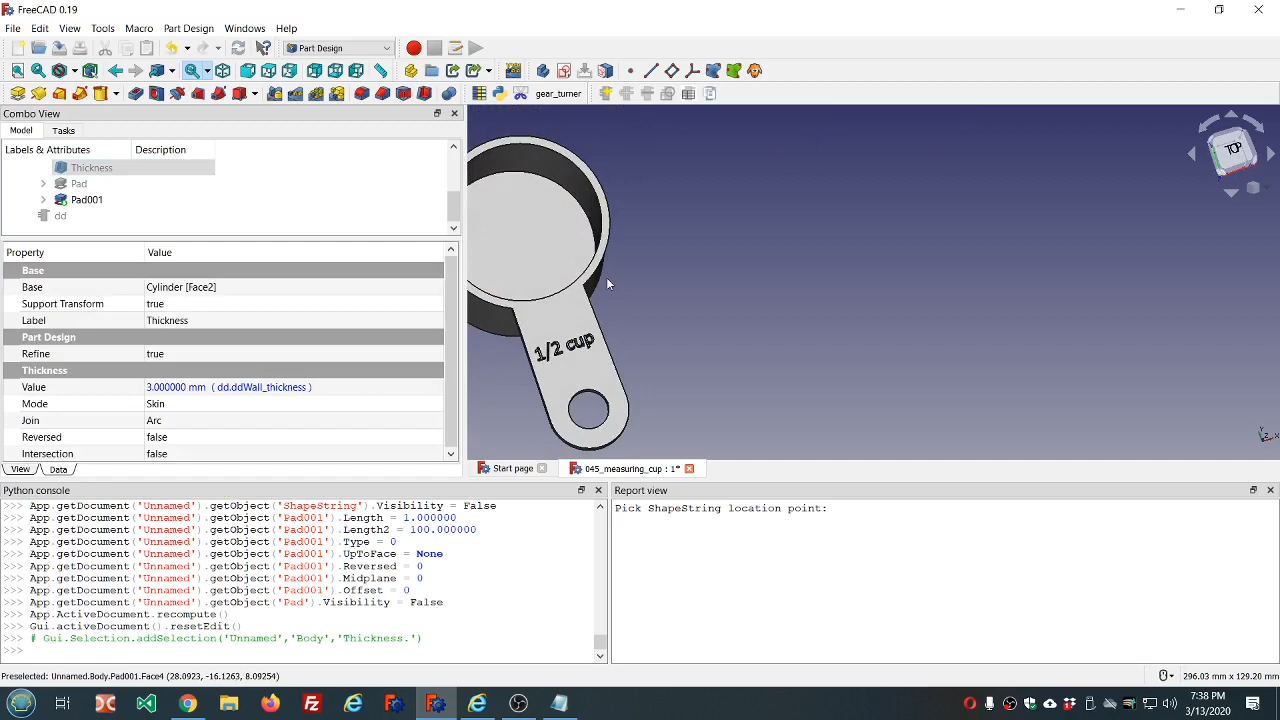 FreeCAD 0.19
File Edit View Tools Macro Part Design Windows Help
Part Design
gear_turner
Combo View
Model Tasks
Labels & Attributes Description
Thickness
Pad
Pad001
dd
Property Value
Base
Base Cylinder [Face2]
Support Transform true
Label Thickness
Part Design
Refine true
Thickness
Value 3.000000 mm ( dd.ddWall_thickness )
Mode Skin
Join Arc
Reversed false
Intersection false
View Data
TOP
1/2 cup
Y
X
Start page 045_measuring_cup : 1*
Python console
>>> App.getDocument('Unnamed').getObject('ShapeString').Visibility = False
>>> App.getDocument('Unnamed').getObject('Pad001').Length = 1.000000
>>> App.getDocument('Unnamed').getObject('Pad001').Length2 = 100.000000
>>> App.getDocument('Unnamed').getObject('Pad001').Type = 0
>>> App.getDocument('Unnamed').getObject('Pad001').UpToFace = None
>>> App.getDocument('Unnamed').getObject('Pad001').Reversed = 0
>>> App.getDocument('Unnamed').getObject('Pad001').Midplane = 0
>>> App.getDocument('Unnamed').getObject('Pad001').Offset = 0
>>> App.getDocument('Unnamed').getObject('Pad').Visibility = False
>>> App.ActiveDocument.recompute()
>>> Gui.activeDocument().resetEdit()
>>> # Gui.Selection.addSelection('Unnamed','Body','Thickness.')
>>>
Report view
Pick ShapeString location point:
Preselected: Unnamed.Body.Pad001.Face4 (28.0923, -16.1263, 8.09254)
296.03 mm x 129.20 mm
7:38 PM
3/13/2020